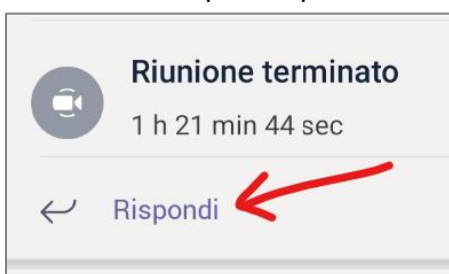 Riunione terminato
1 h 21 min 44 sec
Rispondi